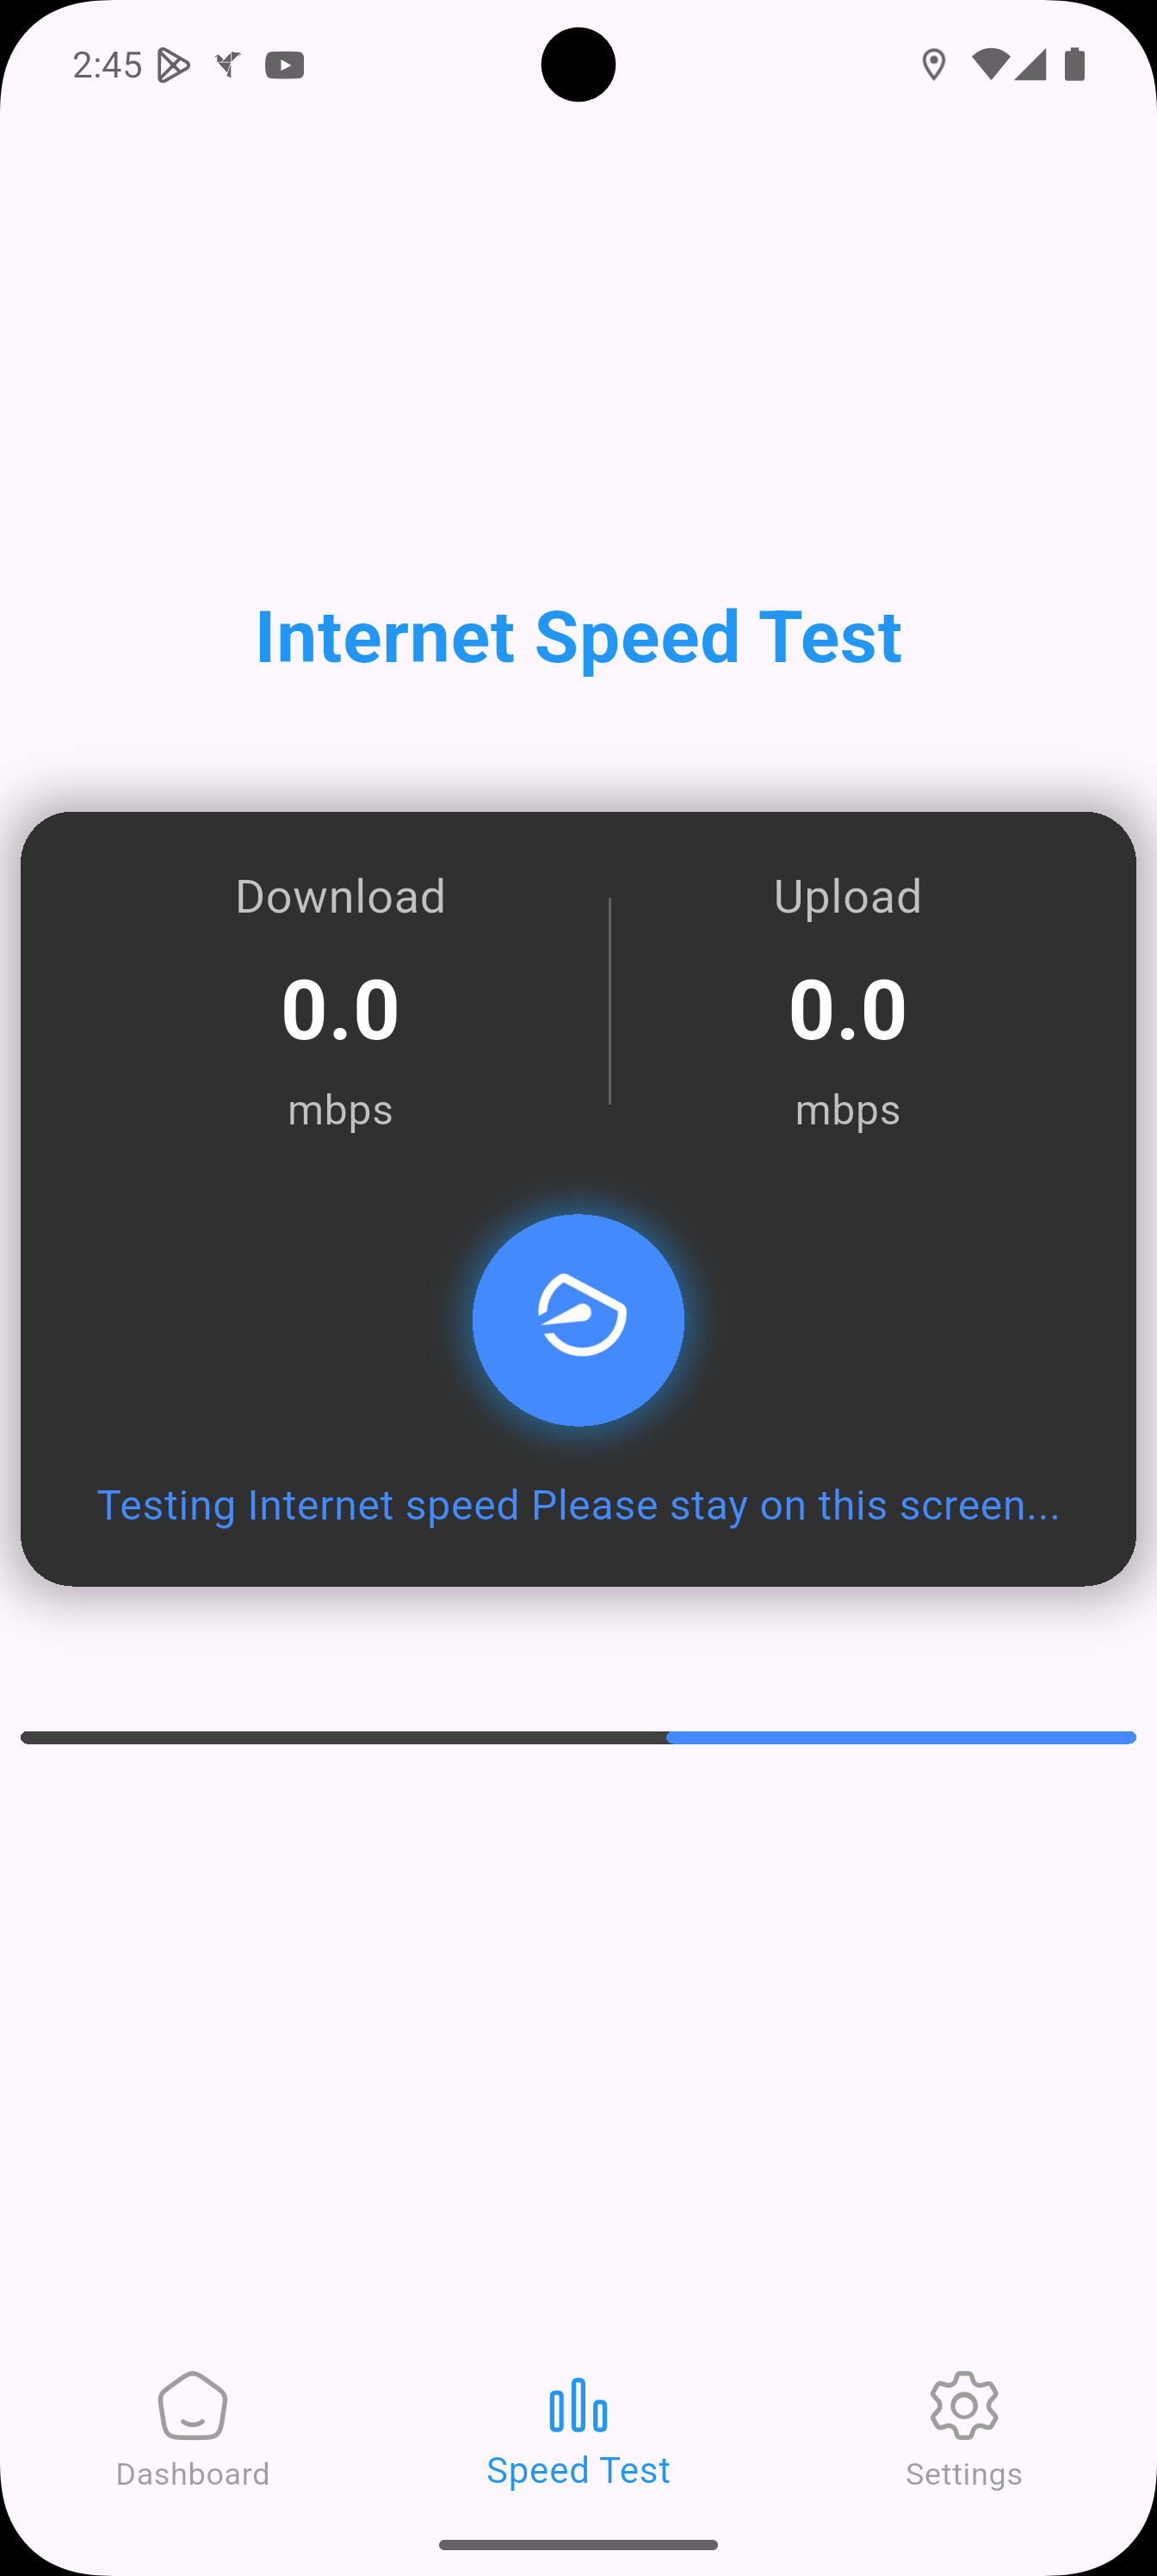 2:45
Internet Speed Test
Download
Upload
0.0
0.0
mbps
mbps
Testing Internet speed Please stay on this screen...
Dashboard
Speed Test
Settings